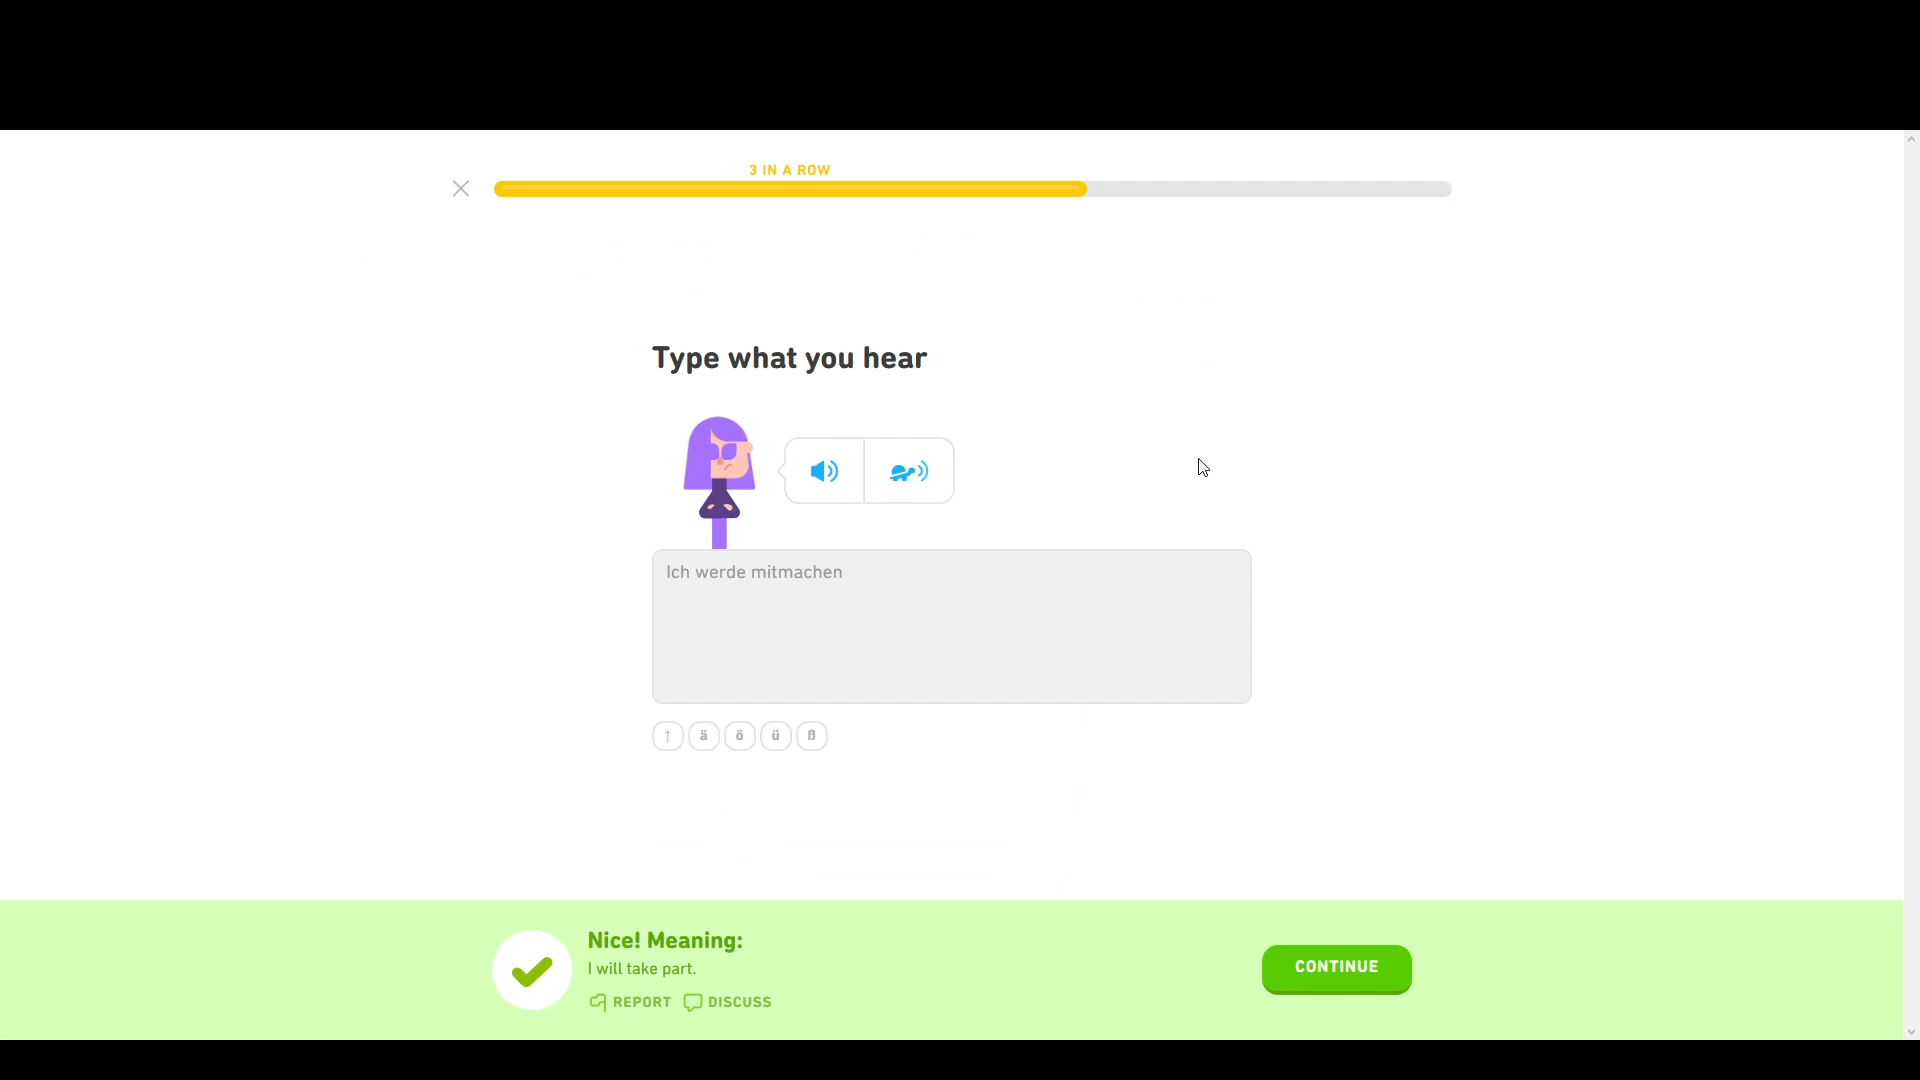 3 IN A ROW
Type what you hear
Ich werde mitmachen
↑ ä ö ü ß
Nice! Meaning:
I will take part.
REPORT DISCUSS
CONTINUE